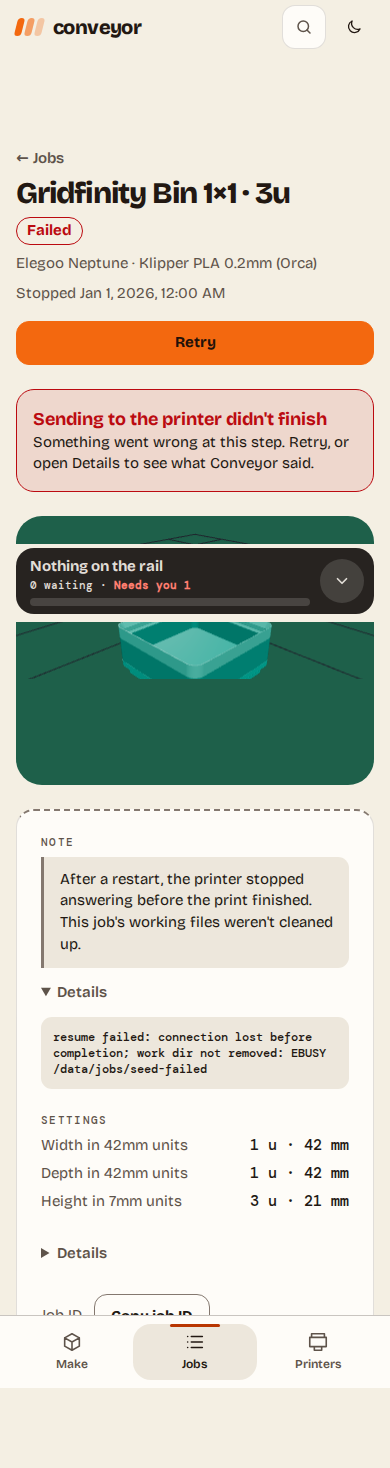 conveyor
← Jobs
Gridfinity Bin 1×1 · 3u
Failed
Elegoo Neptune · Klipper PLA 0.2mm (Orca)
Stopped Jan 1, 2026, 12:00 AM
Retry
Sending to the printer didn't finish
Something went wrong at this step. Retry, or
open Details to see what Conveyor said.
Nothing on the rail
0 waiting · Needs you 1
NOTE
After a restart, the printer stopped
answering before the print finished.
This job's working files weren't cleaned
up.
▼ Details
resume failed: connection lost before
completion; work dir not removed: EBUSY
/data/jobs/seed-failed
SETTINGS
Width in 42mm units 1 u · 42 mm
Depth in 42mm units 1 u · 42 mm
Height in 7mm units 3 u · 21 mm
▶ Details
Job ID Copy job ID
Make Jobs Printers